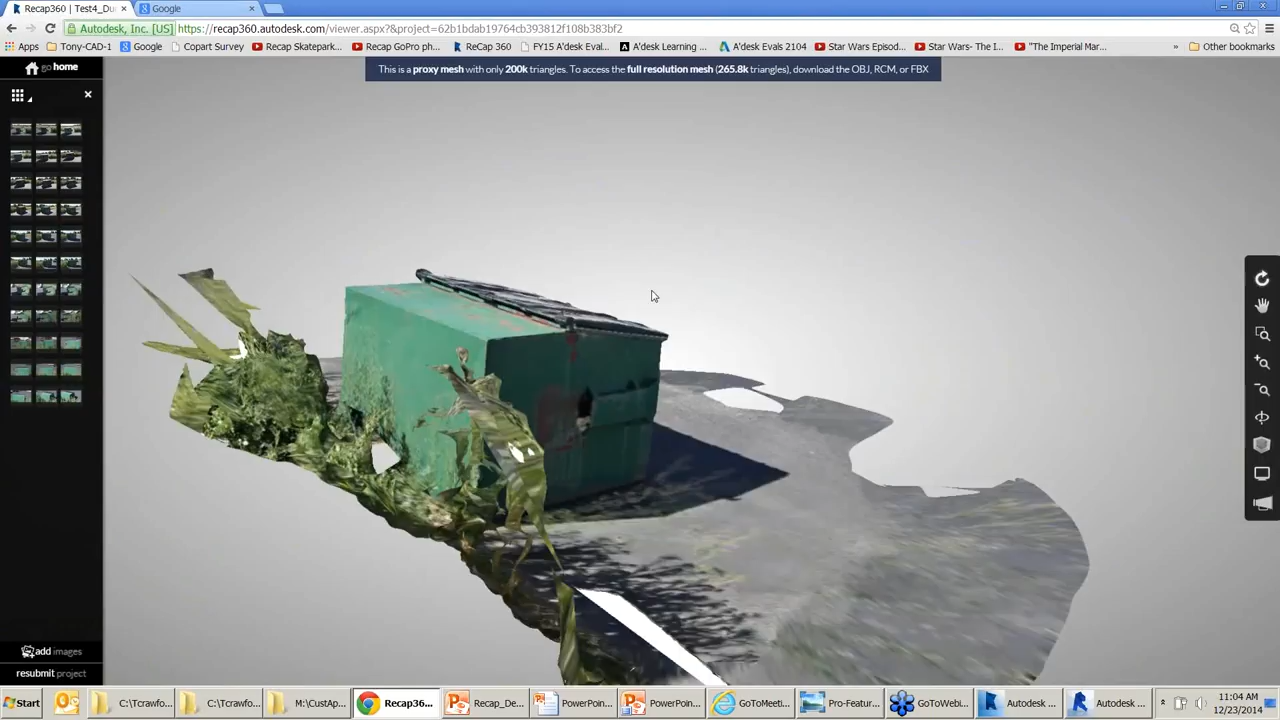 Recap360 | Test4_Du
Google
Autodesk, Inc. [US]
https://recap360.autodesk.com/viewer.aspx?&project=62b1bdab19764cb393812f108b383bf2
Apps
Tony-CAD-1
Google
Copart Survey
Recap Skatepark...
Recap GoPro ph...
Recap 360
FY15 A'desk Eval...
A'desk Learning ...
A'desk Evals 2104
Star Wars Episod...
Star Wars- The I...
"The Imperial Mar...
»
Other bookmarks
go home
This is a proxy mesh with only 200k triangles. To access the full resolution mesh (265.8k triangles), download the OBJ, RCM, or FBX
add images
resubmit project
Start
C:\Tcrawfo...
C:\Tcrawfo...
M:\CustAp...
Recap36...
Recap_De...
PowerPoin...
PowerPoin...
GoToMeeti...
Pro-Featur...
GoToWebi...
Autodesk ...
Autodesk ...
11:04 AM
12/23/2014